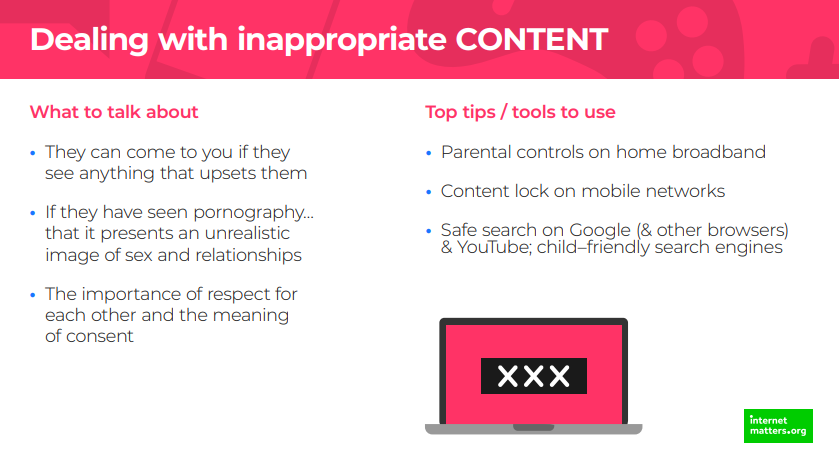 Dealing with inappropriate CONTENT
What to talk about
• They can come to you if they
see anything that upsets them
• If they have seen pornography...
that it presents an unrealistic
image of sex and relationships
• The importance of respect for
each other and the meaning
of consent
Top tips / tools to use
• Parental controls on home broadband
• Content lock on mobile networks
• Safe search on Google (& other browsers)
& YouTube; child–friendly search engines
XXX
internet
matters.org